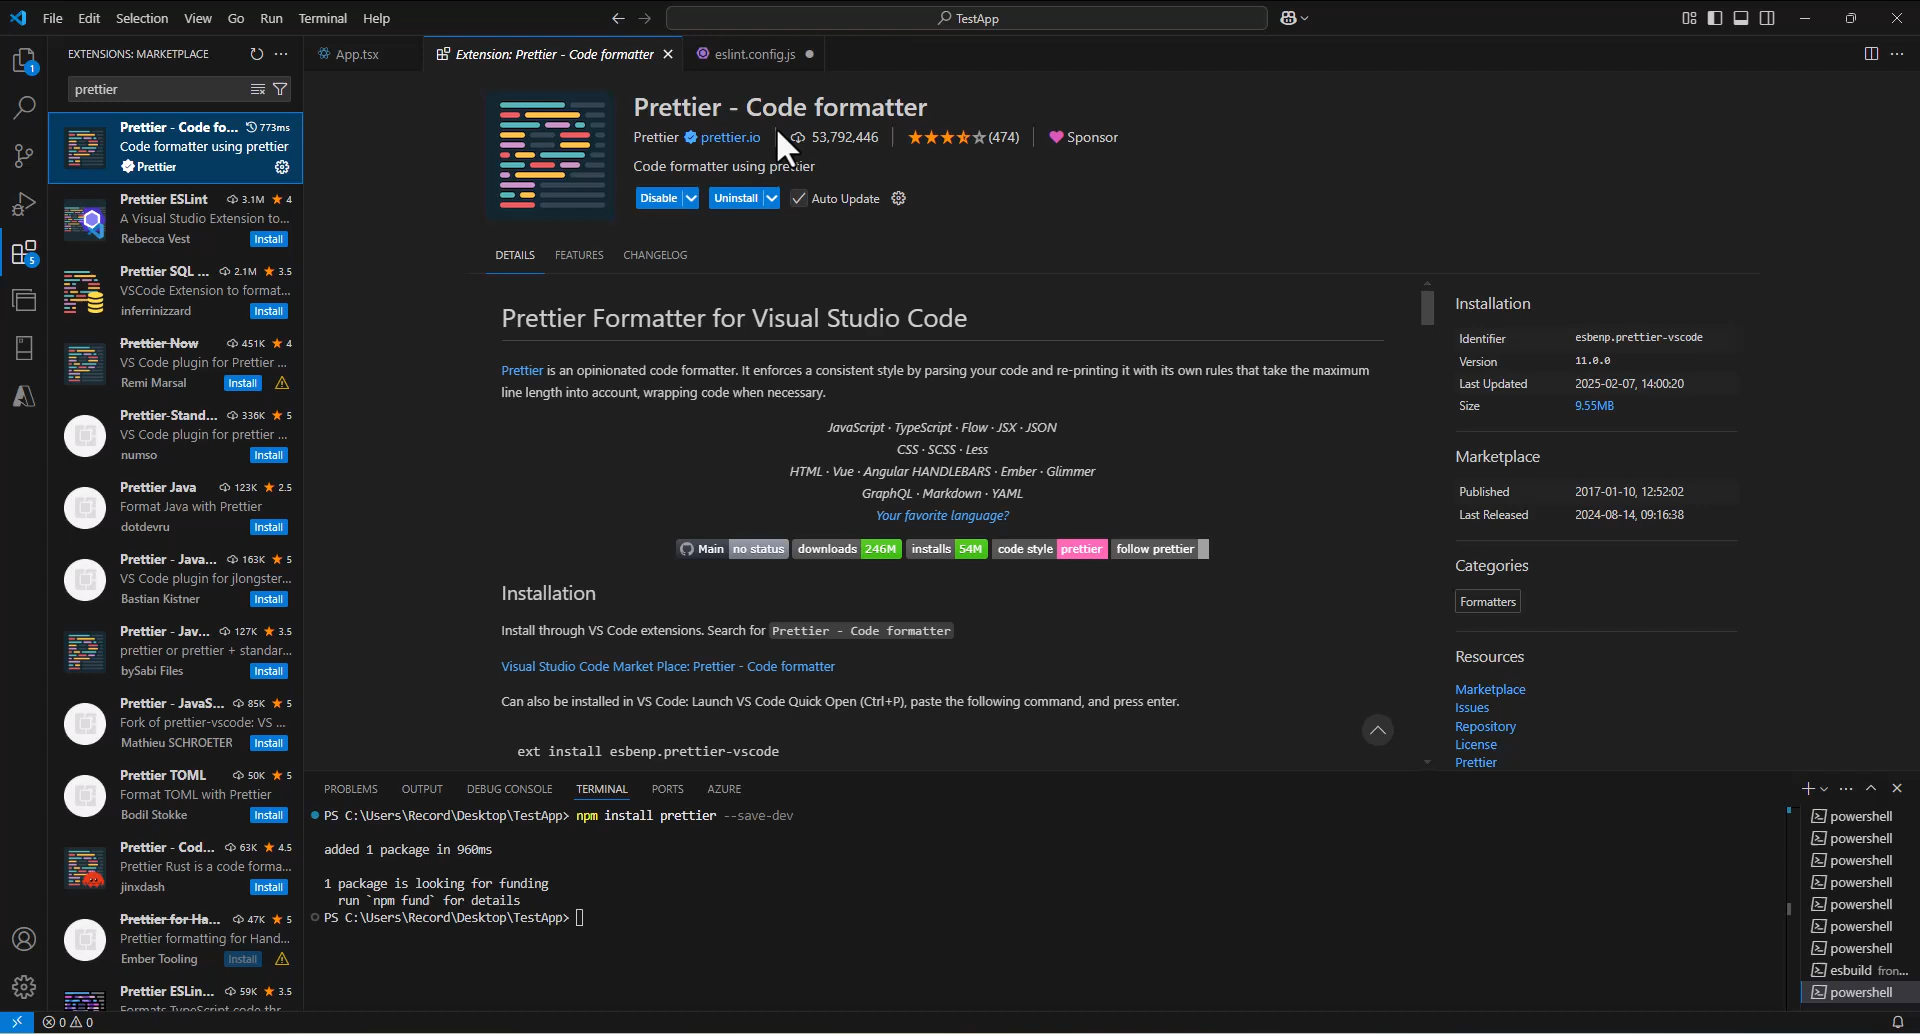 File Edit Selection View Go Run Terminal Help
TestApp
EXTENSIONS: MARKETPLACE
prettier
Prettier - Code fo... 773ms
Code formatter using prettier
Prettier
Prettier ESLint 3.1M 4
A Visual Studio Extension to...
Rebecca Vest Install
Prettier SQL ... 2.1M 3.5
VSCode Extension to format...
inferrinizzard Install
Prettier Now 451K 4
VS Code plugin for Prettier ...
Remi Marsal Install
Prettier-Stand... 336K 5
VS Code plugin for prettier ...
numso Install
Prettier Java 123K 2.5
Format Java with Prettier
dotdevru Install
Prettier - Java... 163K 5
VS Code plugin for jlongster...
Bastian Kistner Install
Prettier - Jav... 127K 3.5
prettier or prettier + standar...
bySabi Files Install
Prettier - JavaS... 85K 5
Fork of prettier-vscode: VS ...
Mathieu SCHROETER Install
Prettier TOML 50K 5
Format TOML with Prettier
Bodil Stokke Install
Prettier - Cod... 63K 4.5
Prettier Rust is a code forma...
jinxdash Install
Prettier for Ha... 47K 5
Prettier formatting for Hand...
Ember Tooling Install
Prettier ESLin... 59K 3.5
Formats TypeScript code thr...
1
5
App.tsx
Extension: Prettier - Code formatter
eslint.config.js
Prettier - Code formatter
Prettier prettier.io 53,792,446 (474) Sponsor
Code formatter using prettier
Disable Uninstall Auto Update
DETAILS FEATURES CHANGELOG
Prettier Formatter for Visual Studio Code
Prettier is an opinionated code formatter. It enforces a consistent style by parsing your code and re-printing it with its own rules that take the maximum
line length into account, wrapping code when necessary.
JavaScript · TypeScript · Flow · JSX · JSON
CSS · SCSS · Less
HTML · Vue · Angular HANDLEBARS · Ember · Glimmer
GraphQL · Markdown · YAML
Your favorite language?
Main no status downloads 246M installs 54M code style prettier follow prettier
Installation
Install through VS Code extensions. Search for Prettier - Code formatter
Visual Studio Code Market Place: Prettier - Code formatter
Can also be installed in VS Code: Launch VS Code Quick Open (Ctrl+P), paste the following command, and press enter.
ext install esbenp.prettier-vscode
Installation
Identifier esbenp.prettier-vscode
Version 11.0.0
Last Updated 2025-02-07, 14:00:20
Size 9.55MB
Marketplace
Published 2017-01-10, 12:52:02
Last Released 2024-08-14, 09:16:38
Categories
Formatters
Resources
Marketplace
Issues
Repository
License
Prettier
PROBLEMS OUTPUT DEBUG CONSOLE TERMINAL PORTS AZURE
PS C:\Users\Record\Desktop\TestApp> npm install prettier --save-dev
added 1 package in 960ms
1 package is looking for funding
run `npm fund` for details
PS C:\Users\Record\Desktop\TestApp>
powershell
powershell
powershell
powershell
powershell
powershell
powershell
esbuild fron...
powershell
0 0